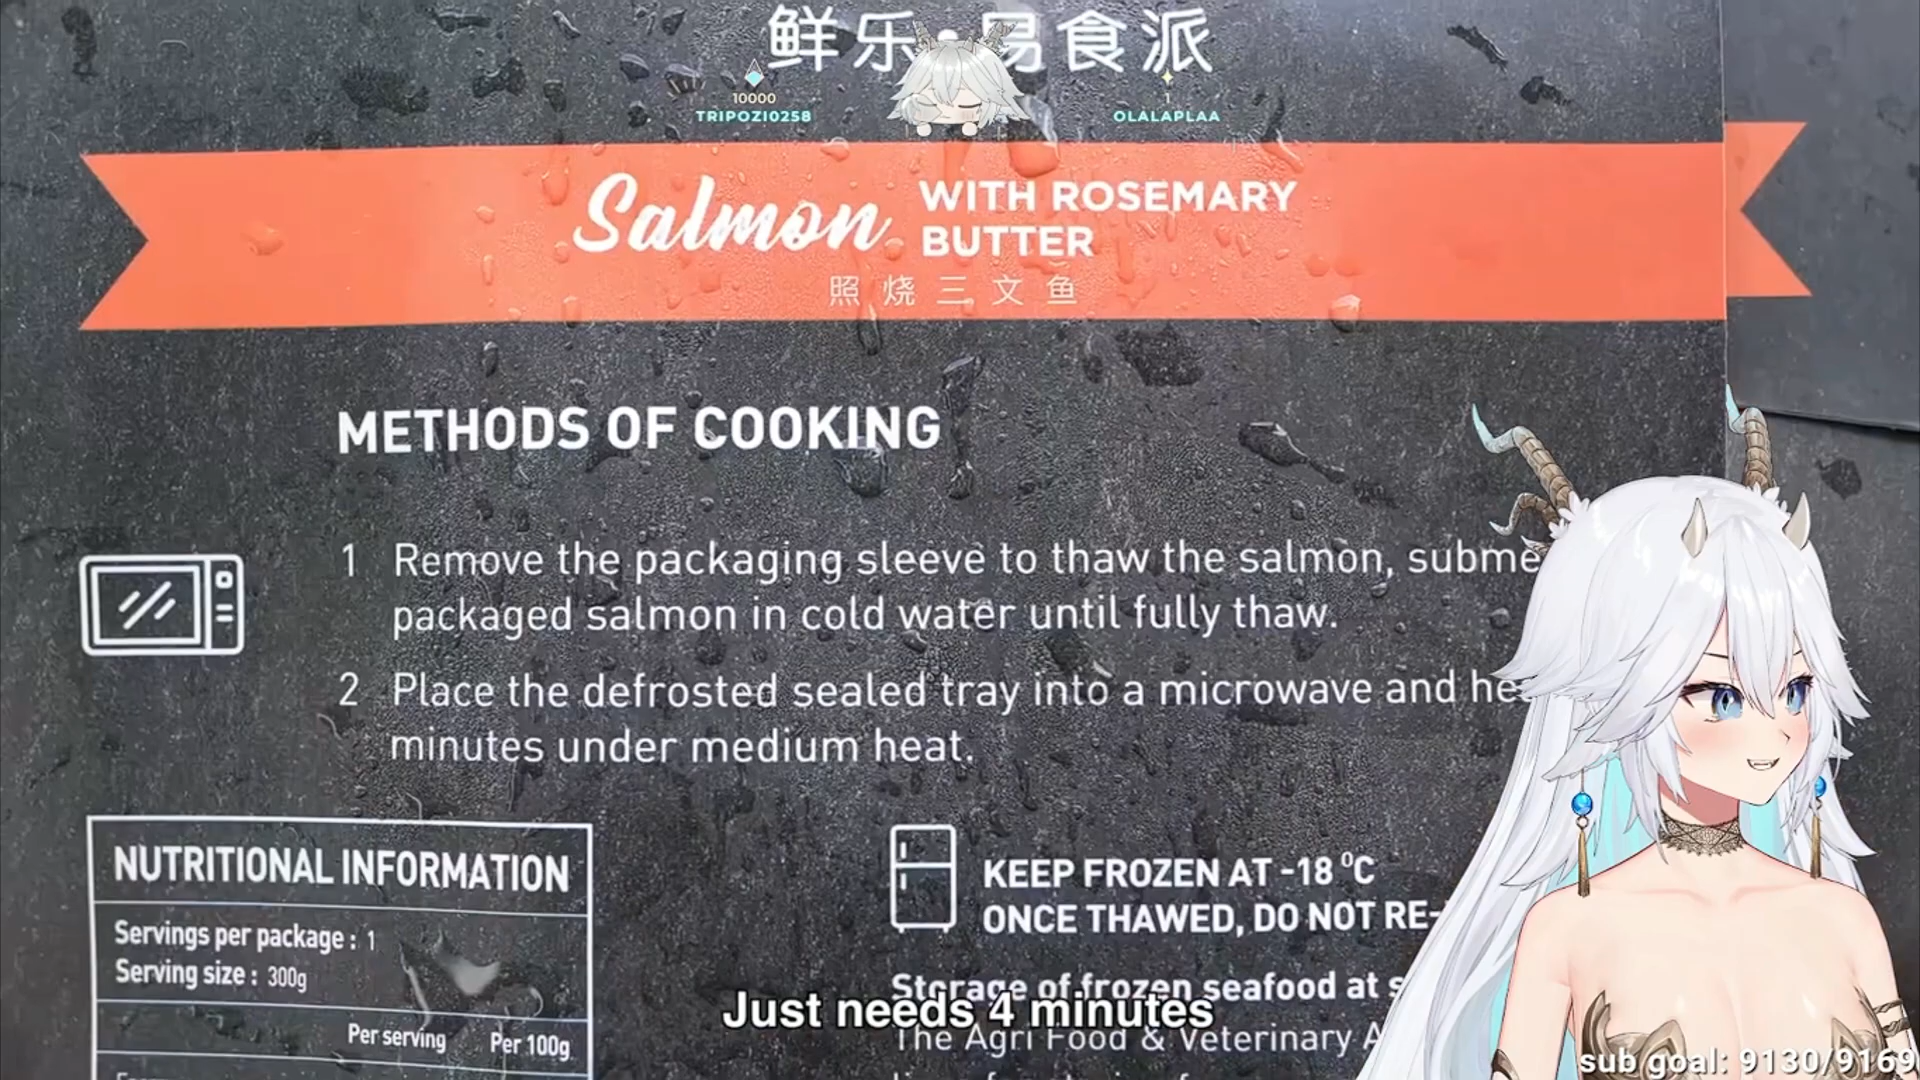 鲜乐·易食派
10000
TRIPOZI0258
1
OLALAPLAA
Salmon WITH ROSEMARY
BUTTER
照烧三文鱼
METHODS OF COOKING
1 Remove the packaging sleeve to thaw the salmon, subme
packaged salmon in cold water until fully thaw.
2 Place the defrosted sealed tray into a microwave and he
minutes under medium heat.
NUTRITIONAL INFORMATION
Servings per package : 1
Serving size : 300g
Per serving Per 100g
KEEP FROZEN AT -18 °C
ONCE THAWED, DO NOT RE-
Storage of frozen seafood at s
Just needs 4 minutes
The Agri Food & Veterinary A
sub goal: 9130/9169